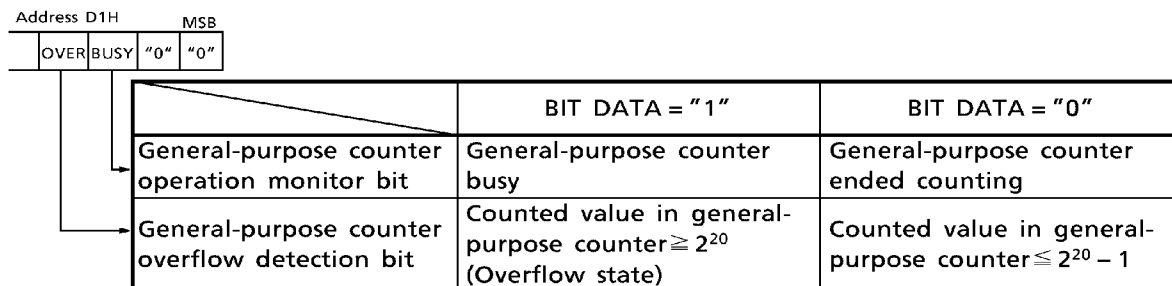 Address D1H
MSB
OVER BUSY "0" "0"
BIT DATA = "1"
BIT DATA = "0"
General-purpose counter
operation monitor bit
General-purpose counter
busy
General-purpose counter
ended counting
General-purpose counter
overflow detection bit
Counted value in general-
purpose counter ≧ 2²⁰
(Overflow state)
Counted value in general-
purpose counter ≦ 2²⁰ – 1